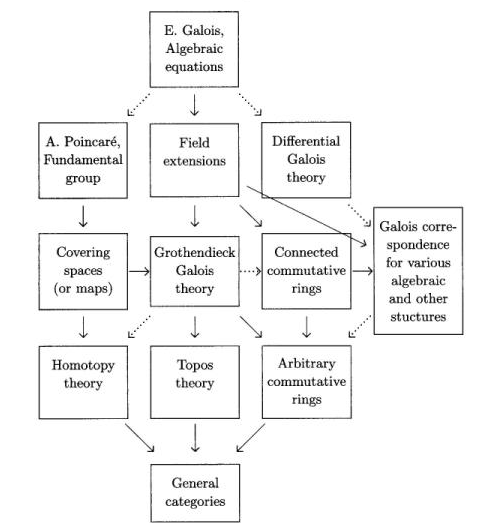 E. Galois,
Algebraic
equations
A. Poincaré,
Fundamental
group
Field
extensions
Differential
Galois
theory
Galois corre-
spondence
for various
algebraic
and other
stuctures
Covering
spaces
(or maps)
Grothendieck
Galois
theory
Connected
commutative
rings
Homotopy
theory
Topos
theory
Arbitrary
commutative
rings
General
categories